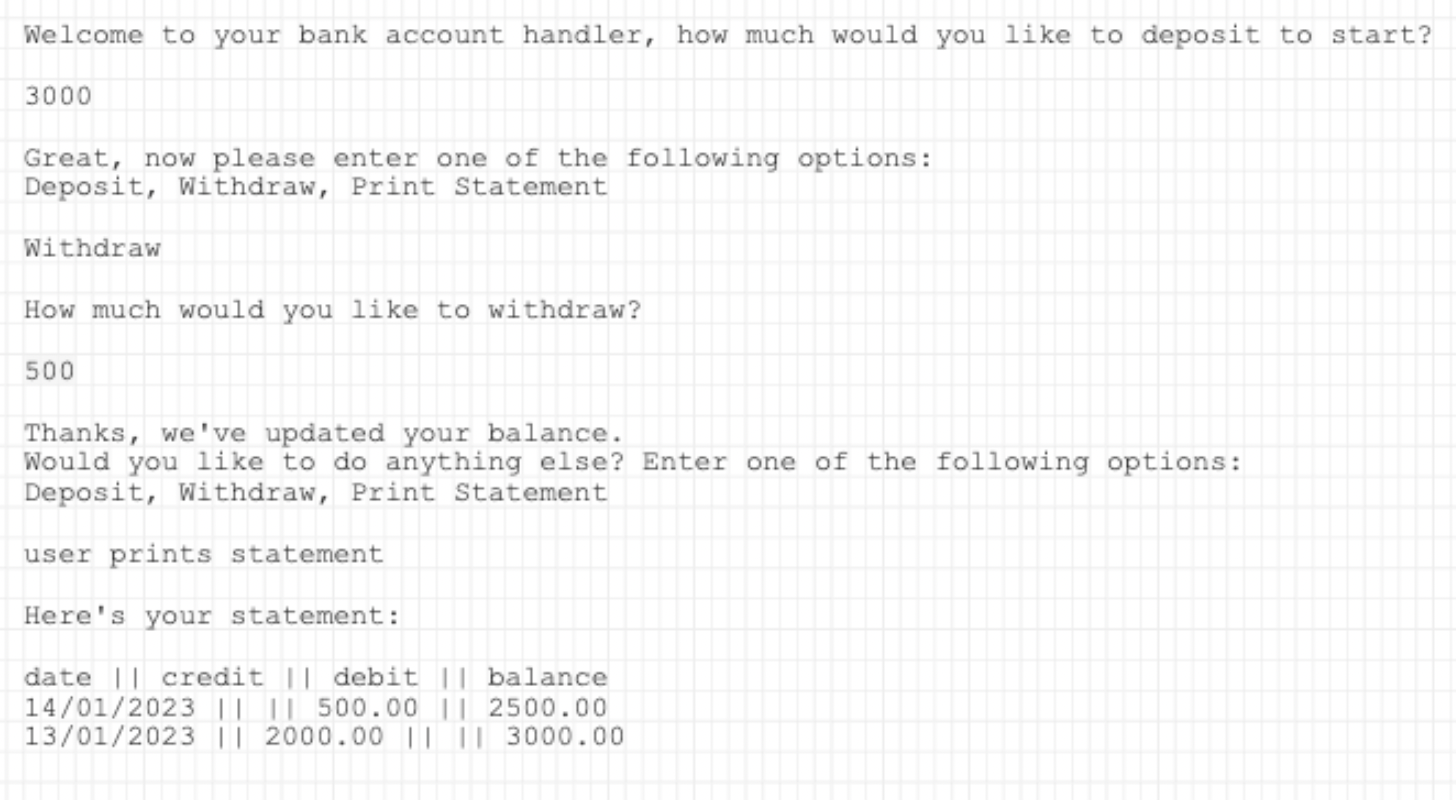 Welcome to your bank account handler, how much would you like to deposit to start?
3000
Great, now please enter one of the following options:
Deposit, Withdraw, Print Statement
Withdraw
How much would you like to withdraw?
500
Thanks, we've updated your balance.
Would you like to do anything else? Enter one of the following options:
Deposit, Withdraw, Print Statement
user prints statement
Here's your statement:
date || credit || debit || balance
14/01/2023 || || 500.00 || 2500.00
13/01/2023 || 2000.00 || || 3000.00